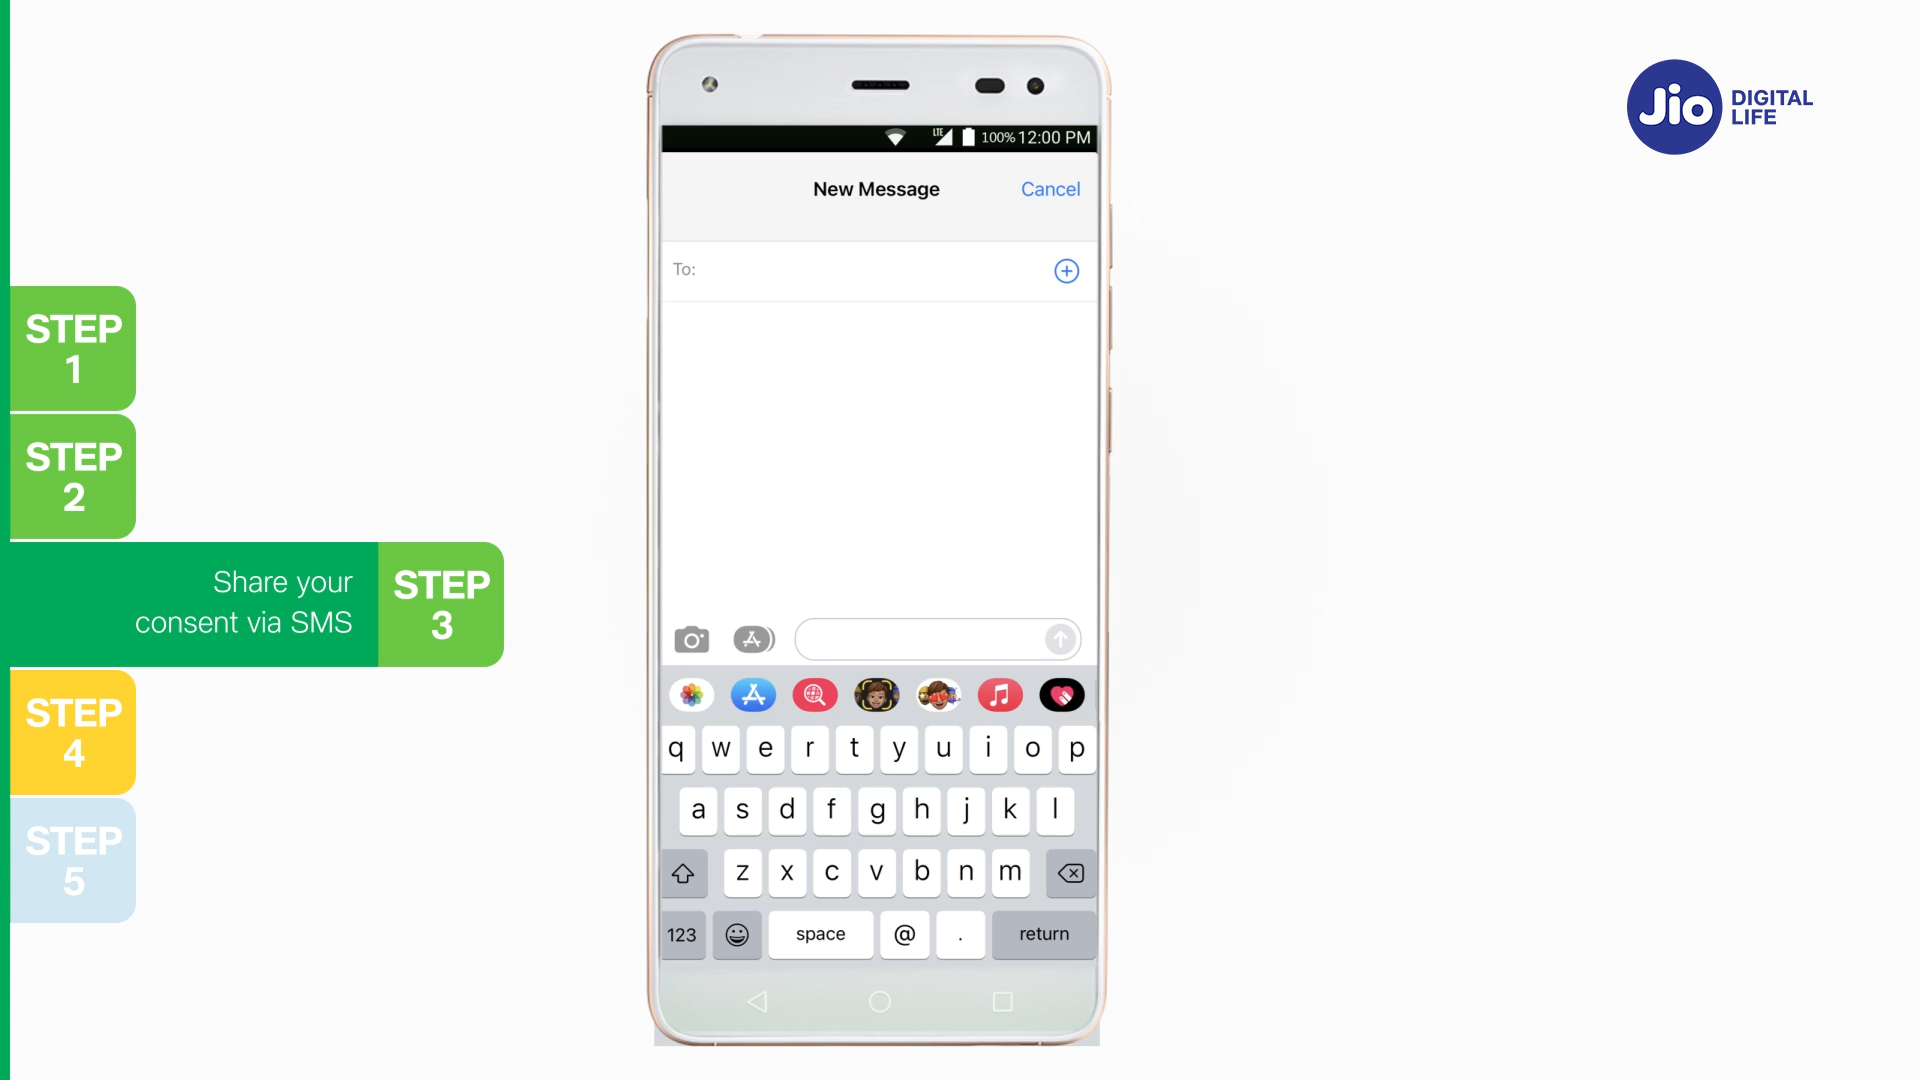 Jio DIGITAL
LIFE
LTE 100% 12:00 PM
New Message Cancel
To:
STEP
1
STEP
2
Share your
consent via SMS
STEP
3
STEP
4
STEP
5
q w e r t y u i o p
a s d f g h j k l
z x c v b n m
123 space @ . return